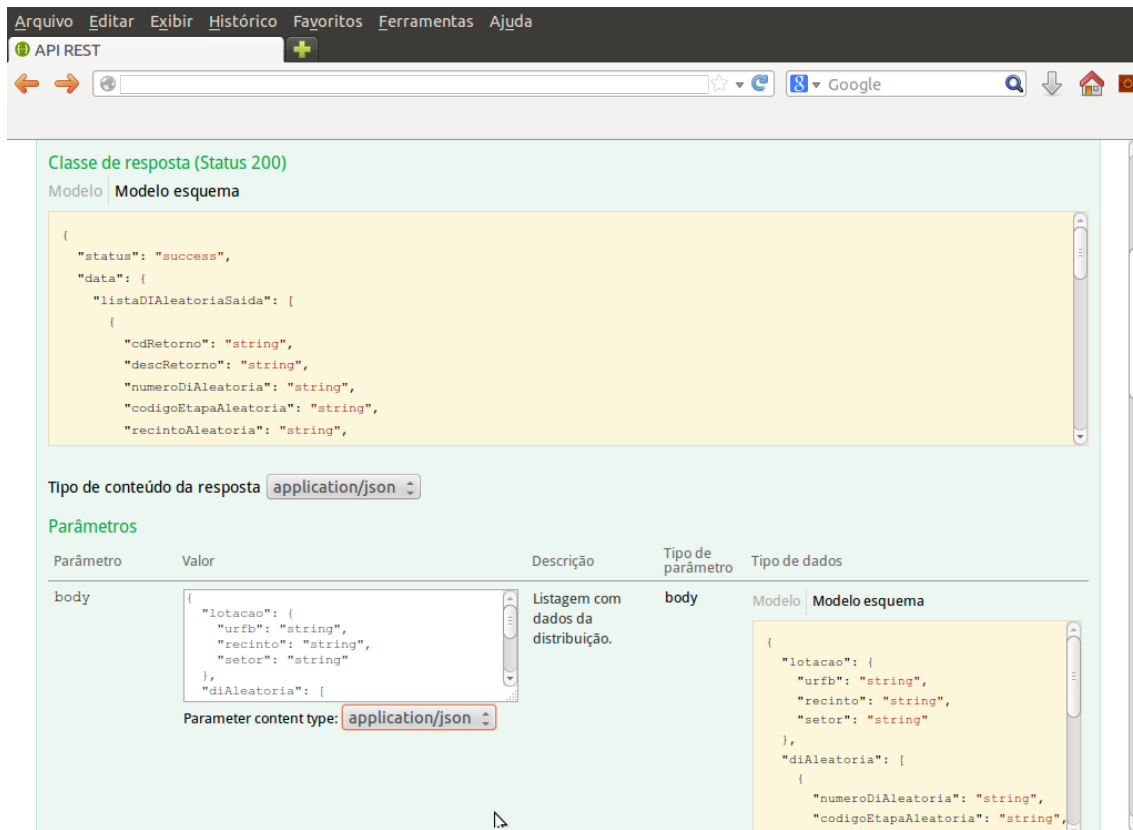 Arquivo Editar Exibir Histórico Favoritos Ferramentas Ajuda
API REST
Google
Classe de resposta (Status 200)
Modelo Modelo esquema
{
"status": "success",
"data": {
"listaDIAleatoriaSaida": [
{
"cdRetorno": "string",
"descRetorno": "string",
"numeroDiAleatoria": "string",
"codigoEtapaAleatoria": "string",
"recintoAleatoria": "string",
Tipo de conteúdo da resposta application/json
Parâmetros
Parâmetro Valor Descrição Tipo de parâmetro Tipo de dados
body
{
"lotacao": {
"urfb": "string",
"recinto": "string",
"setor": "string"
},
"diAleatoria": [
Parameter content type: application/json
Listagem com
dados da
distribuição.
body
Modelo Modelo esquema
{
"lotacao": {
"urfb": "string",
"recinto": "string",
"setor": "string"
},
"diAleatoria": [
{
"numeroDiAleatoria": "string",
"codigoEtapaAleatoria": "string",